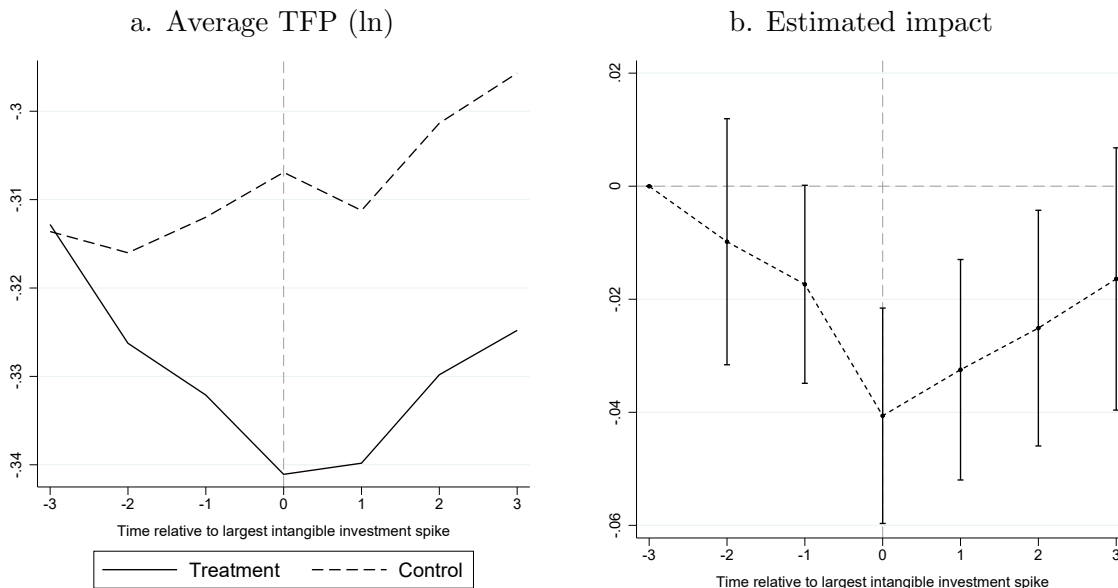 a. Average TFP (ln)
-.3
-.31
-.32
-.33
-.34
-3 -2 -1 0 1 2 3
Time relative to largest intangible investment spike
Treatment Control
b. Estimated impact
.02
0
-.02
-.04
-.06
-3 -2 -1 0 1 2 3
Time relative to largest intangible investment spike